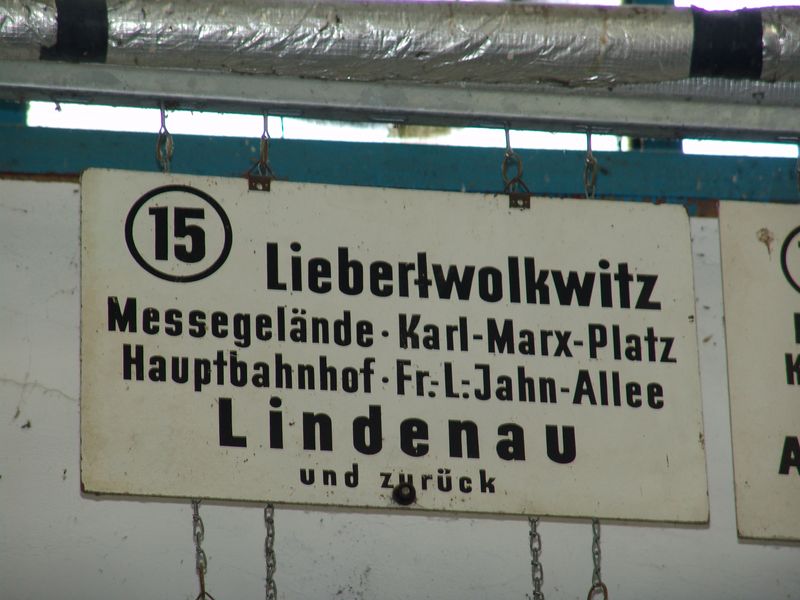 15
Liebertwolkwitz
Messegelände · Karl-Marx-Platz
Hauptbahnhof · Fr.-L.-Jahn-Allee
Lindenau
und zurück
K
A